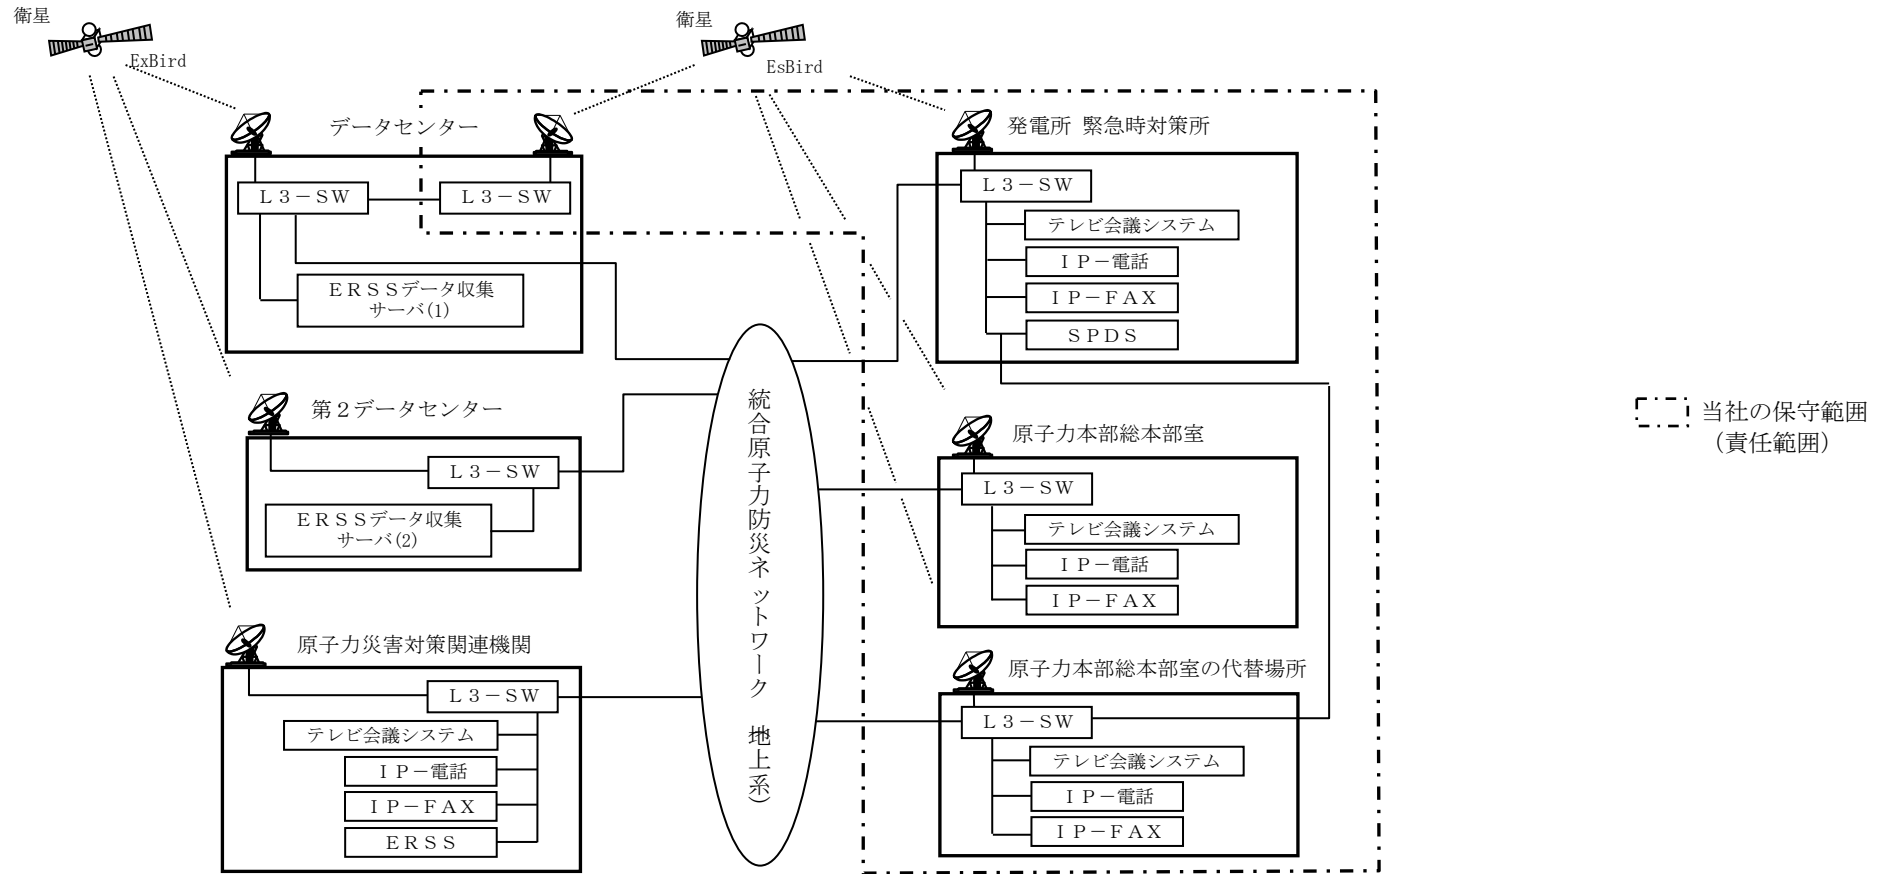 衛星
ExBird
衛星
EsBird
データセンター
L3-SW
L3-SW
ERSSデータ収集
サーバ(1)
第2データセンター
L3-SW
ERSSデータ収集
サーバ(2)
原子力災害対策関連機関
L3-SW
テレビ会議システム
IP-電話
IP-FAX
ERSS
統合原子力防災ネットワーク 地上系)
発電所 緊急時対策所
L3-SW
テレビ会議システム
IP-電話
IP-FAX
SPDS
原子力本部総本部室
L3-SW
テレビ会議システム
IP-電話
IP-FAX
原子力本部総本部室の代替場所
L3-SW
テレビ会議システム
IP-電話
IP-FAX
当社の保守範囲
(責任範囲)